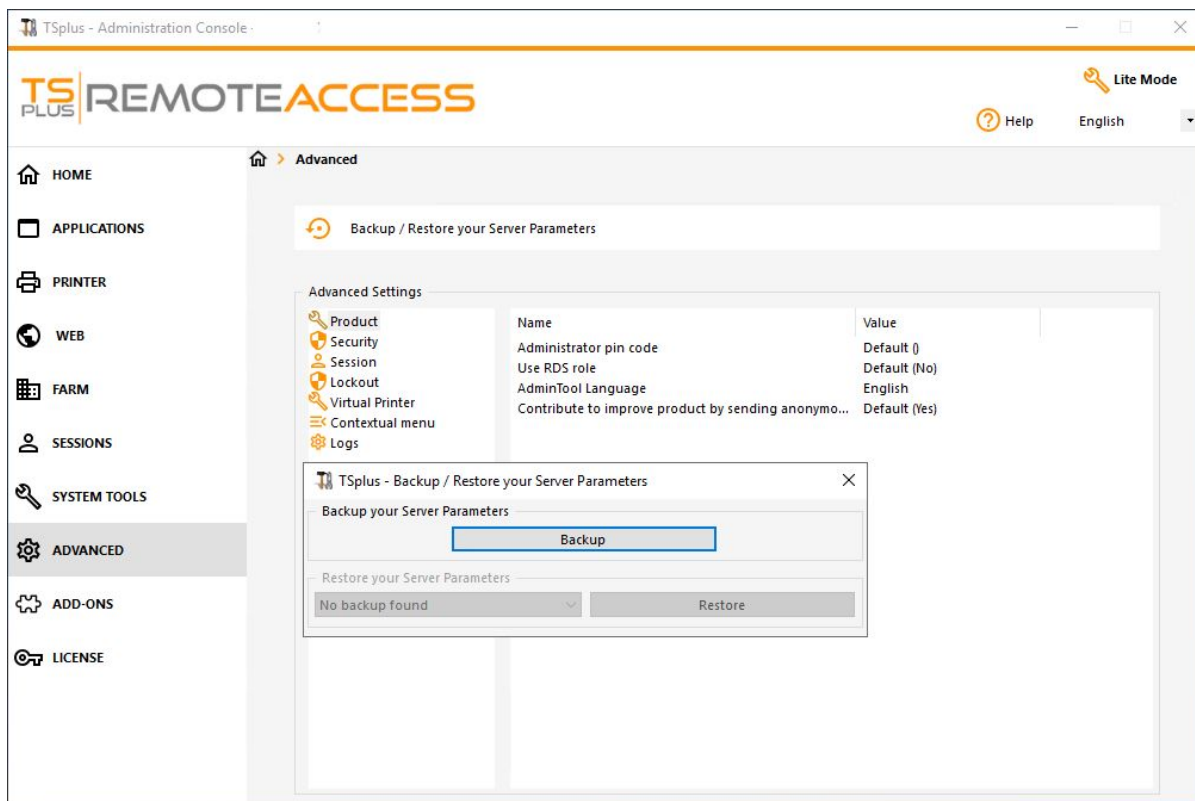 TSplus - Administration Console -
TS PLUS REMOTEACCESS
Lite Mode
Help English
HOME
APPLICATIONS
PRINTER
WEB
FARM
SESSIONS
SYSTEM TOOLS
ADVANCED
ADD-ONS
LICENSE
Advanced
Backup / Restore your Server Parameters
Advanced Settings
Product
Security
Session
Lockout
Virtual Printer
Contextual menu
Logs
Name Value
Administrator pin code Default ()
Use RDS role Default (No)
AdminTool Language English
Contribute to improve product by sending anonymo... Default (Yes)
TSplus - Backup / Restore your Server Parameters
Backup your Server Parameters
Backup
Restore your Server Parameters
No backup found Restore